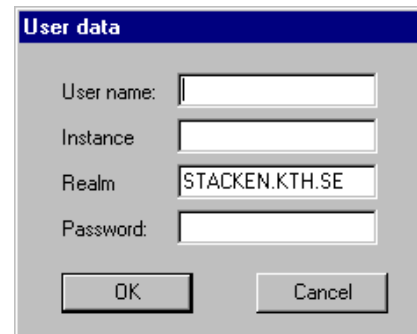 User data
User name:
Instance
Realm STACKEN.KTH.SE
Password:
OK Cancel